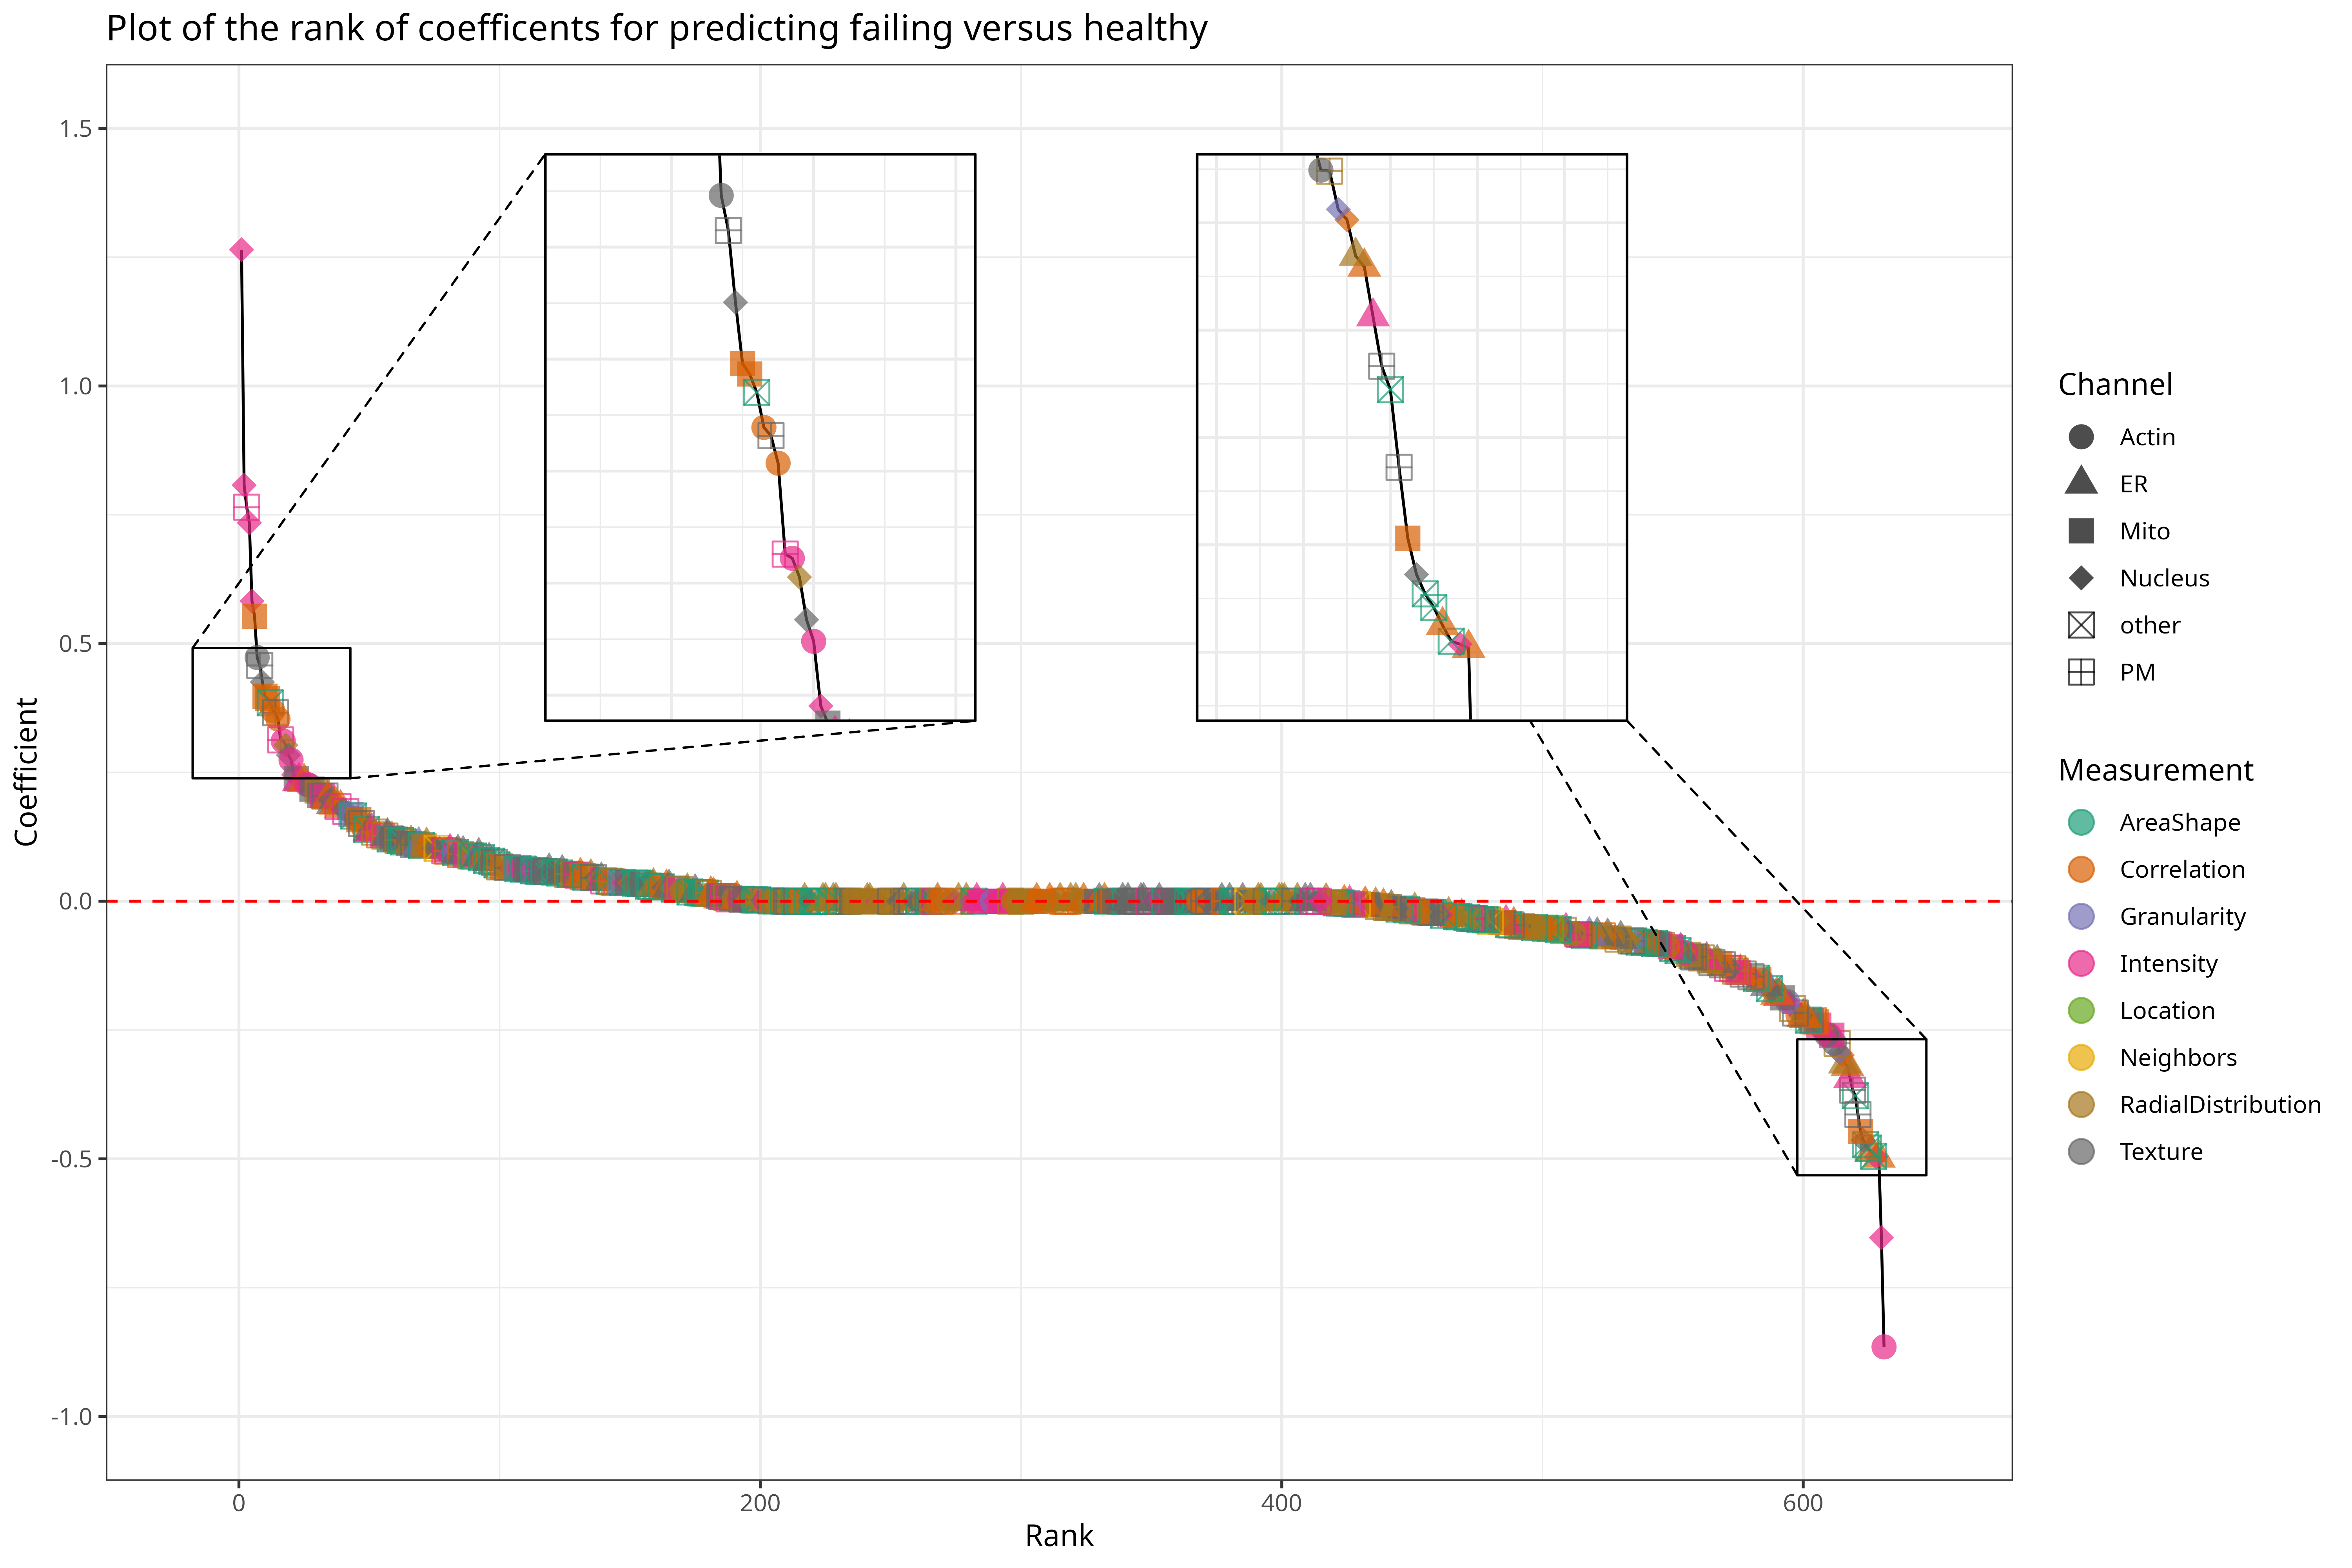 Plot of the rank of coefficents for predicting failing versus healthy
Coefficient
1.5
1.0
0.5
0.0
-0.5
-1.0
0
200
400
600
Rank
Channel
Actin
ER
Mito
Nucleus
other
PM
Measurement
AreaShape
Correlation
Granularity
Intensity
Location
Neighbors
RadialDistribution
Texture